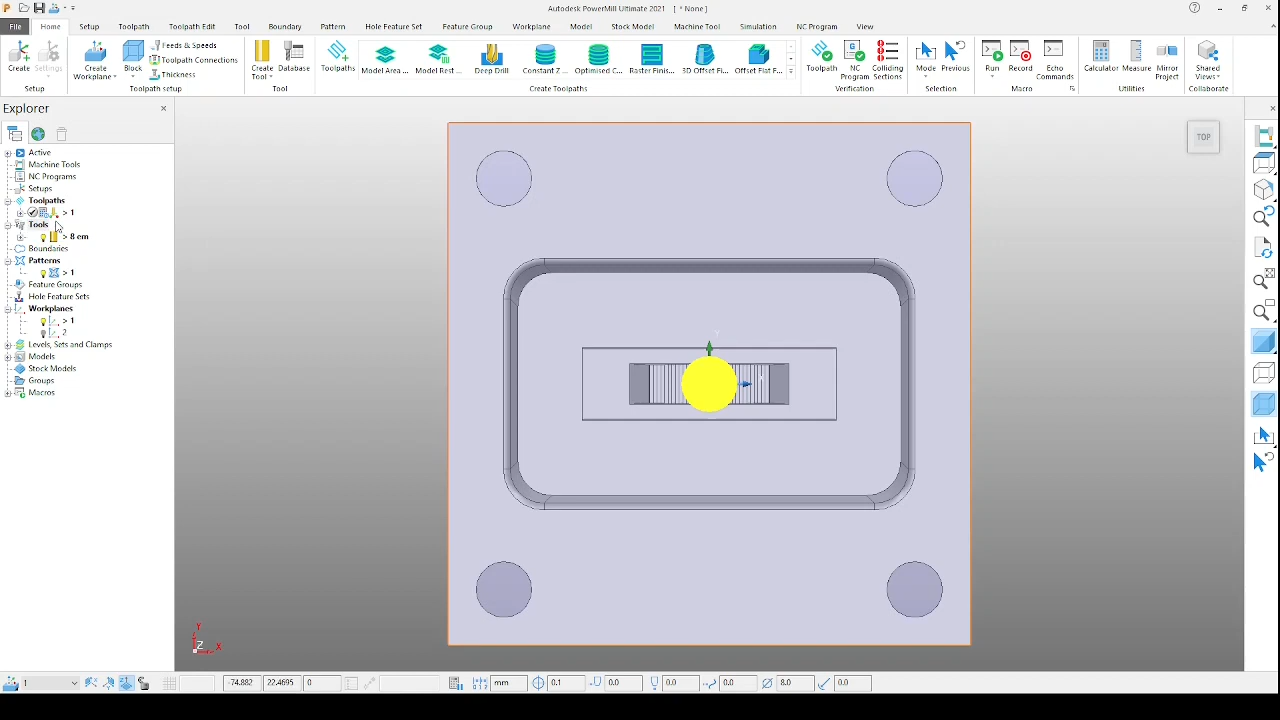 Autodesk PowerMill Ultimate 2021 [ * None ]
File Home Setup Toolpath Toolpath Edit Tool Boundary Pattern Hole Feature Set Feature Group Workplane Model Stock Model Machine Tool Simulation NC Program View
Create
Settings
Setup
Create Workplane
Block
Feeds & Speeds
Toolpath Connections
Thickness
Toolpath setup
Create Tool
Database
Tool
Toolpaths
Model Area ...
Model Rest ...
Deep Drill
Constant Z ...
Optimised C...
Raster Finis...
3D Offset Fi...
Offset Flat F...
Create Toolpaths
Toolpath
NC Program
Colliding Sections
Verification
Mode
Previous
Selection
Run
Record
Echo Commands
Macro
Calculator
Measure
Mirror Project
Utilities
Shared Views
Collaborate
Explorer
Active
Machine Tools
NC Programs
Setups
Toolpaths
> 1
Tools
> 8 em
Boundaries
Patterns
> 1
Feature Groups
Hole Feature Sets
Workplanes
> 1
2
Levels, Sets and Clamps
Models
Stock Models
Groups
Macros
TOP
Y
Y
Z
X
1
-74.882 22.4695 0 mm 0.1 0.0 0.0 0.0 8.0 0.0